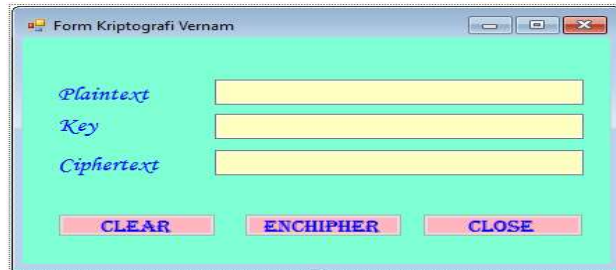 Form Kriptografi Vernam
Plaintext
Key
Ciphertext
CLEAR ENCHIPHER CLOSE